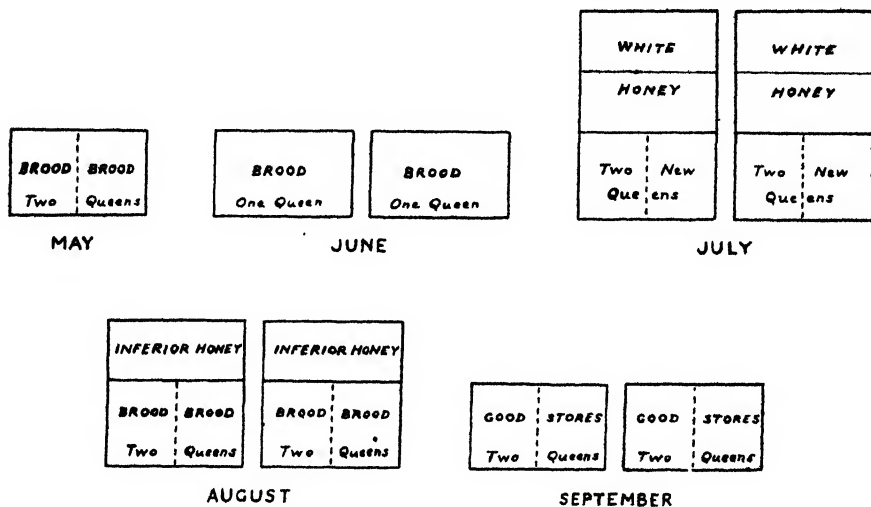 BROOD BROOD
Two Queens
MAY
BROOD
One Queen
BROOD
One Queen
JUNE
WHITE
HONEY
Two New
Queens
WHITE
HONEY
Two New
Queens
JULY
INFERIOR HONEY
BROOD BROOD
Two Queens
INFERIOR HONEY
BROOD BROOD
Two Queens
AUGUST
GOOD STORES
Two Queens
GOOD STORES
Two Queens
SEPTEMBER